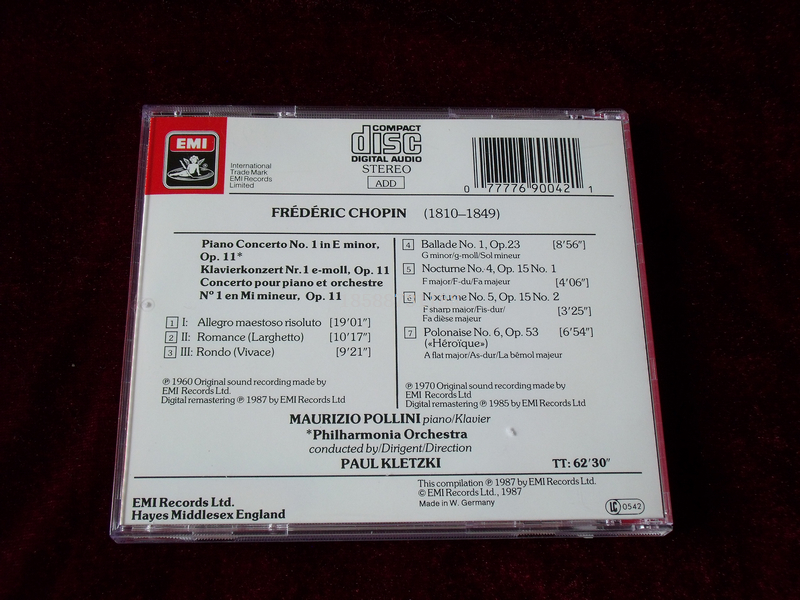 EMI
International
Trade Mark
EMI Records
Limited
COMPACT
disc
DIGITAL AUDIO
STEREO
ADD
0 77776 90042 1
FRÉDÉRIC CHOPIN (1810–1849)
Piano Concerto No. 1 in E minor,
Op. 11*
Klavierkonzert Nr. 1 e-moll, Op. 11
Concerto pour piano et orchestre
Nº 1 en Mi mineur, Op. 11
1 I: Allegro maestoso risoluto [19’01”]
2 II: Romance (Larghetto) [10’17”]
3 III: Rondo (Vivace) [9’21”]
℗ 1960 Original sound recording made by
EMI Records Ltd.
Digital remastering ℗ 1987 by EMI Records Ltd
4 Ballade No. 1, Op. 23 [8’56”]
G minor/g-moll/Sol mineur
5 Nocturne No. 4, Op. 15 No. 1
F major/F-du/Fa majeur [4’06”]
6 Nocturne No. 5, Op. 15 No. 2
F sharp major/Fis-dur/ [3’25”]
Fa dièse majeur
7 Polonaise No. 6, Op. 53 [6’54”]
(«Héroïque»)
A flat major/As-dur/La bémol majeur
℗ 1970 Original sound recording made by
EMI Records Ltd
Digital remastering ℗ 1985 by EMI Records Ltd
MAURIZIO POLLINI piano/Klavier
*Philharmonia Orchestra
conducted by/Dirigent/Direction
PAUL KLETZKI
TT: 62’30”
This compilation ℗ 1987 by EMI Records Ltd.
© EMI Records Ltd., 1987
Made in W. Germany
EMI Records Ltd.
Hayes Middlesex England
LC 0542